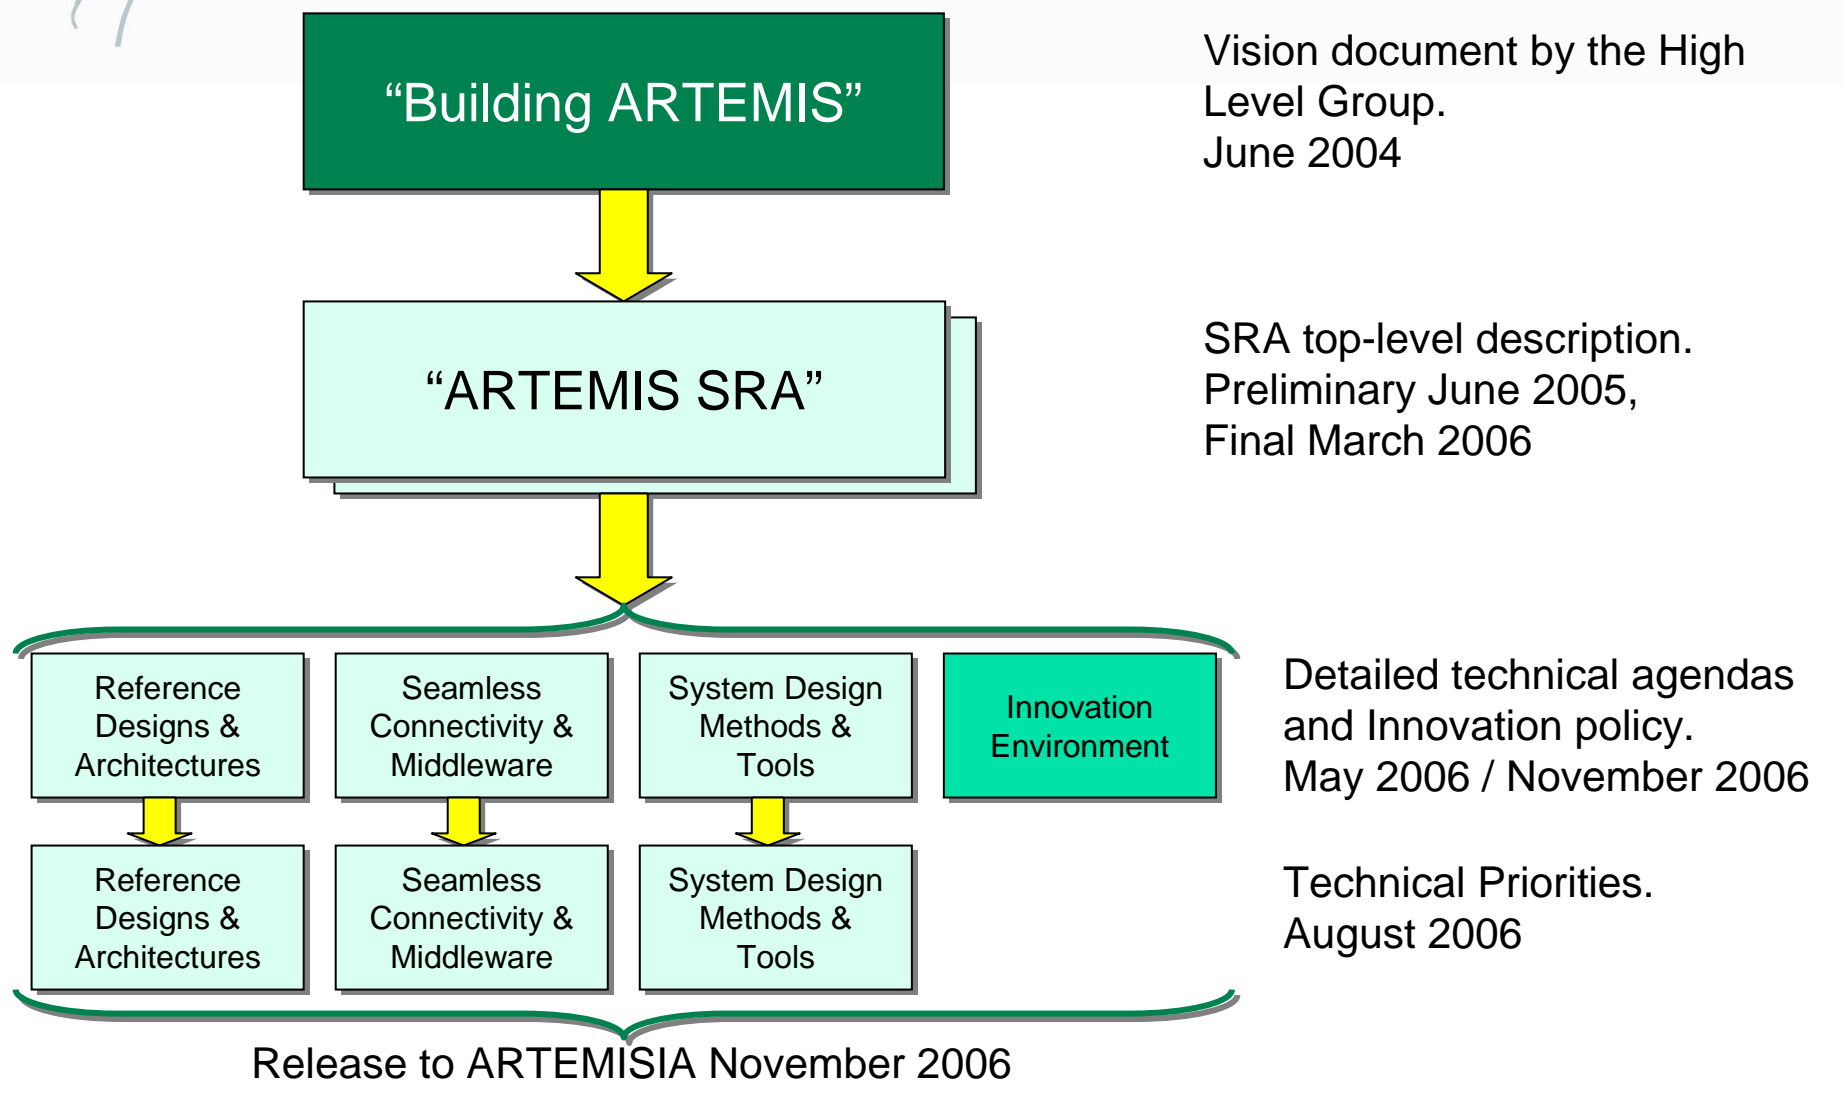 “Building ARTEMIS”
Vision document by the High
Level Group.
June 2004
“ARTEMIS SRA”
SRA top-level description.
Preliminary June 2005,
Final March 2006
Reference
Designs &
Architectures
Seamless
Connectivity &
Middleware
System Design
Methods &
Tools
Innovation
Environment
Detailed technical agendas
and Innovation policy.
May 2006 / November 2006
Reference
Designs &
Architectures
Seamless
Connectivity &
Middleware
System Design
Methods &
Tools
Technical Priorities.
August 2006
Release to ARTEMISIA November 2006